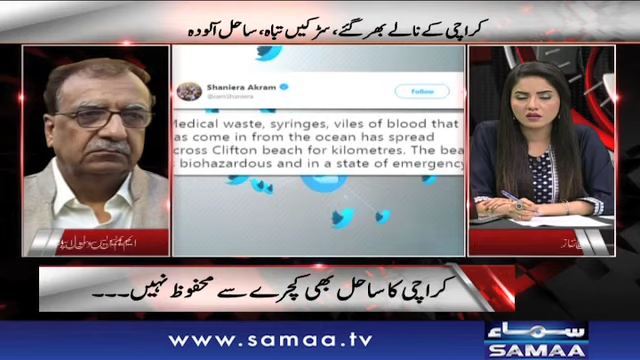 کراچی کے نالے بھر گئے، سڑکیں تباہ، ساحل آلودہ
Shaniera Akram
@iamShaniera
Follow
Medical waste, syringes, viles of blood that
as come in from the ocean has spread
cross Clifton beach for kilometres. The bea
s biohazardous and in a state of emergency
کراچی کا ساحل بھی کچرے سے محفوظ نہیں۔۔۔
www.samaa.tv
سماء
SAMAA